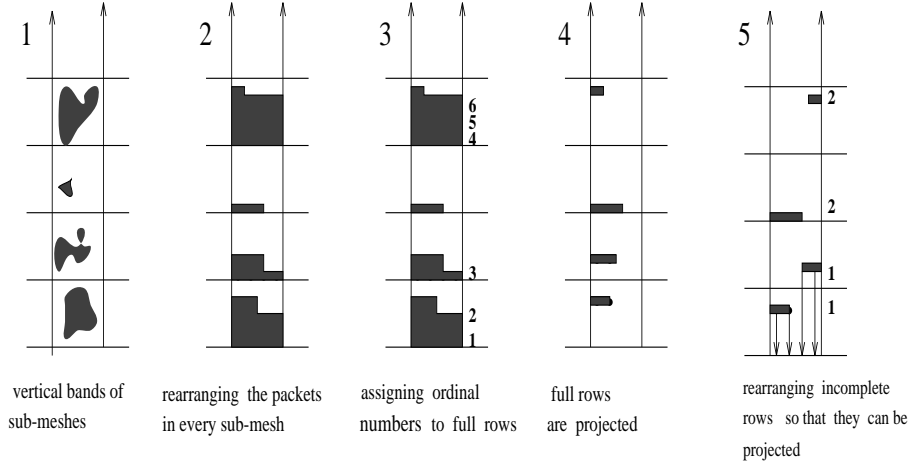 1
2
3
4
5
6
5
4
3
2
1
2
2
1
1
vertical bands of
sub-meshes
rearranging the packets
in every sub-mesh
assigning ordinal
numbers to full rows
full rows
are projected
rearranging incomplete
rows so that they can be
projected